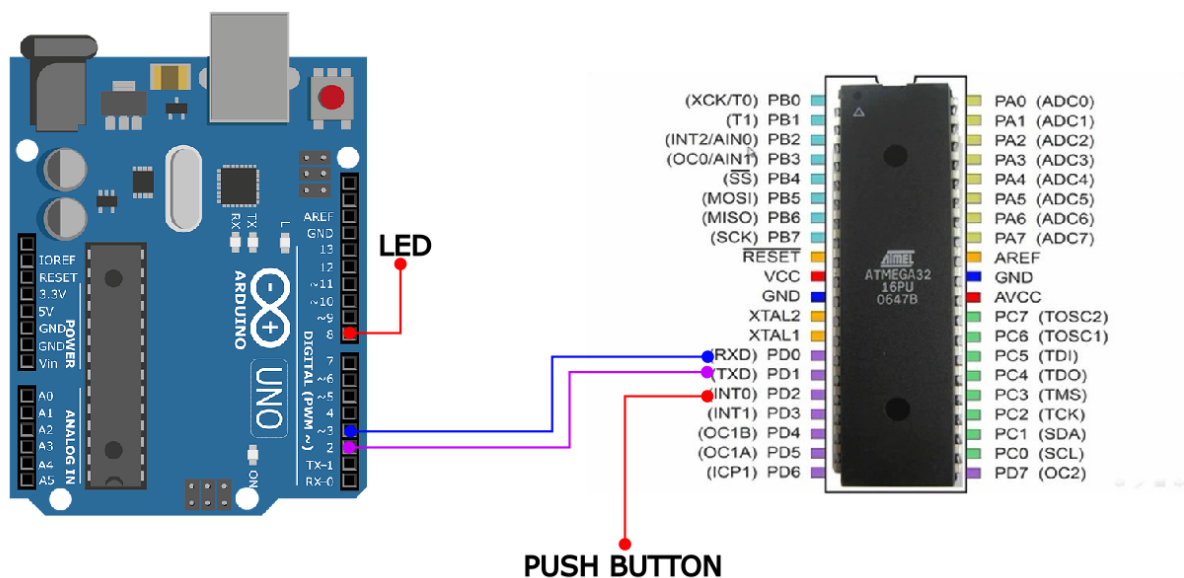 AREF
GND
13
12
~11
~10
~9
8
7
~6
~5
4
~3
2
TX-1
RX-0
DIGITAL (PWM ~)
RX
TX
L
ARDUINO
UNO
ON
IOREF
RESET
3.3V
5V
GND
GND
Vin
POWER
A0
A1
A2
A3
A4
A5
ANALOG IN
LED
PUSH BUTTON
(XCK/T0) PB0
(T1) PB1
(INT2/AIN0) PB2
(OC0/AIN1) PB3
(SS) PB4
(MOSI) PB5
(MISO) PB6
(SCK) PB7
RESET
VCC
GND
XTAL2
XTAL1
(RXD) PD0
(TXD) PD1
(INT0) PD2
(INT1) PD3
(OC1B) PD4
(OC1A) PD5
(ICP1) PD6
ATMEL
ATMEGA32
16PU
0647B
PA0 (ADC0)
PA1 (ADC1)
PA2 (ADC2)
PA3 (ADC3)
PA4 (ADC4)
PA5 (ADC5)
PA6 (ADC6)
PA7 (ADC7)
AREF
GND
AVCC
PC7 (TOSC2)
PC6 (TOSC1)
PC5 (TDI)
PC4 (TDO)
PC3 (TMS)
PC2 (TCK)
PC1 (SDA)
PC0 (SCL)
PD7 (OC2)